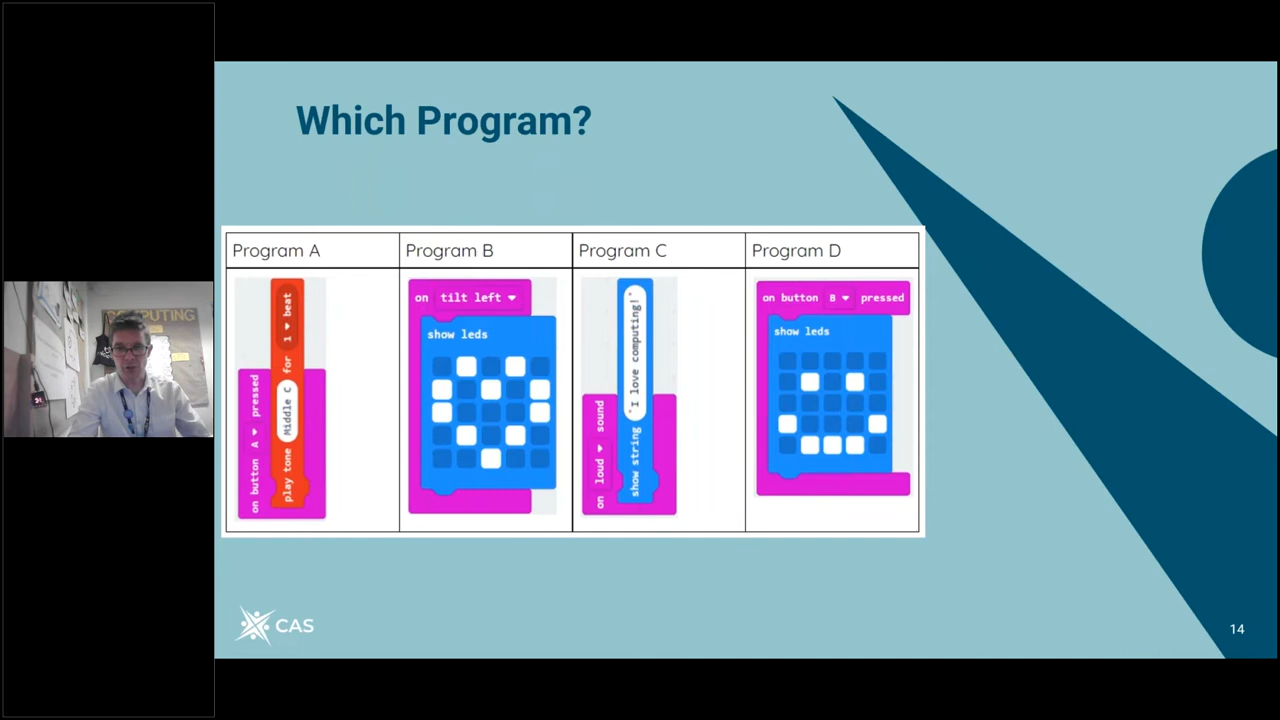 Which Program?
Program A
Program B
Program C
Program D
on button A pressed
play tone Middle C for 1 beat
on tilt left
show leds
on loud sound
show string "I love computing!"
on button B pressed
show leds
CAS
14
COMPUTING